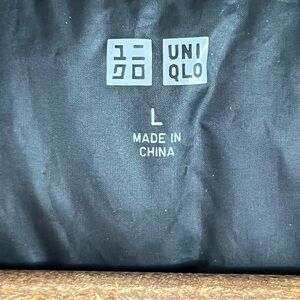 ユニ UNI
クロ QLO
L
MADE IN
CHINA